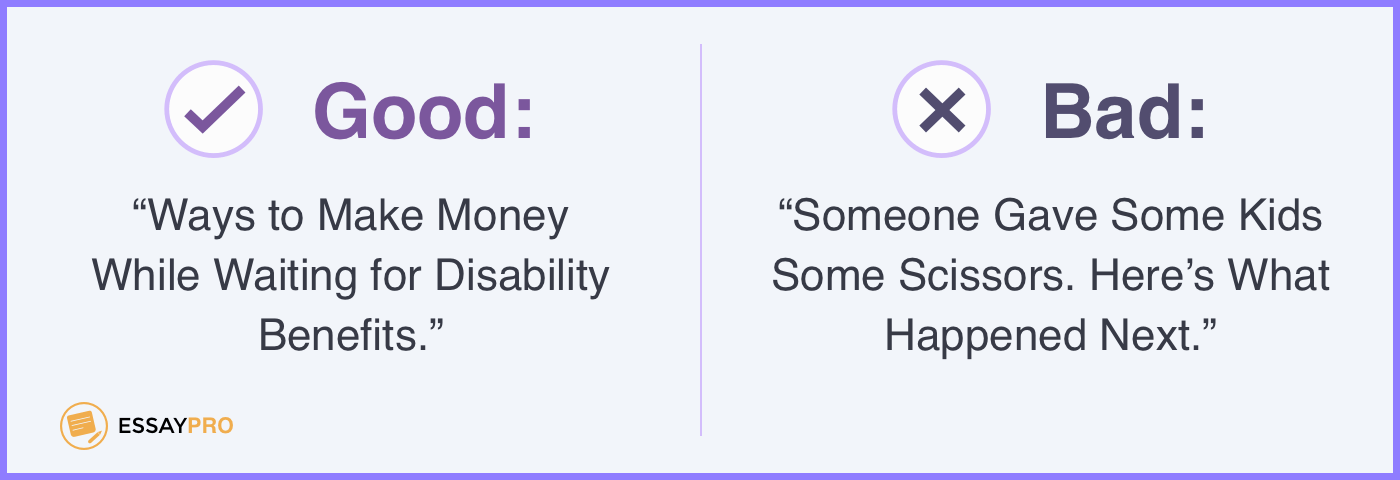 Good:
“Ways to Make Money
While Waiting for Disability
Benefits.”
Bad:
“Someone Gave Some Kids
Some Scissors. Here’s What
Happened Next.”
ESSAYPRO